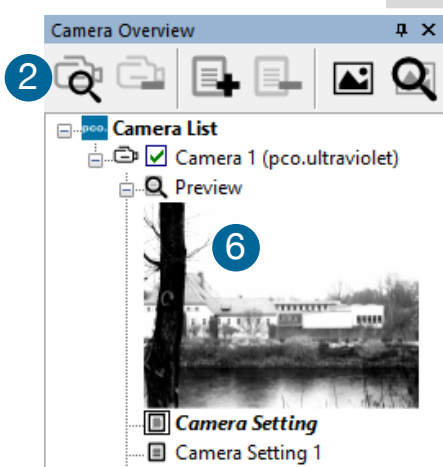 Camera Overview
2
pco. Camera List
Camera 1 (pco.ultraviolet)
Preview
6
Camera Setting
Camera Setting 1